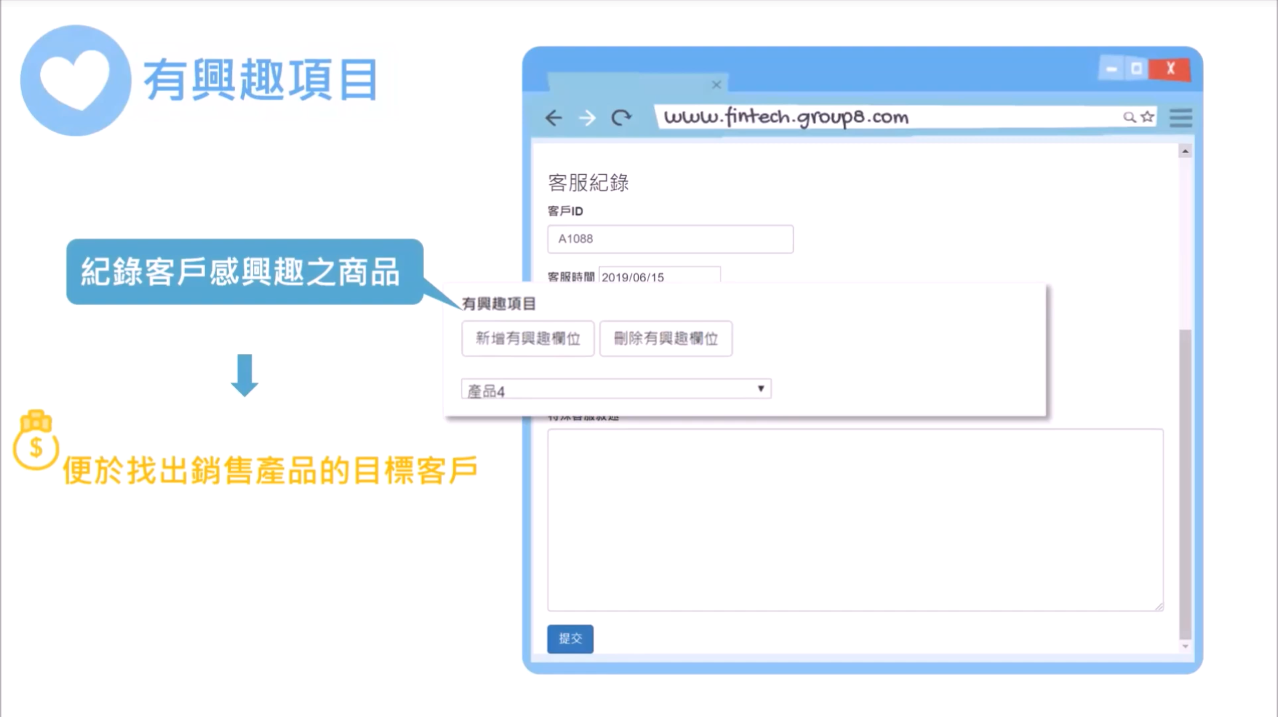 有興趣項目
www.fintech.group8.com
客服紀錄
客戶ID
A1088
客服時間 2019/06/15
紀錄客戶感興趣之商品
有興趣項目
新增有興趣欄位 刪除有興趣欄位
產品4
$
便於找出銷售產品的目標客戶
提交